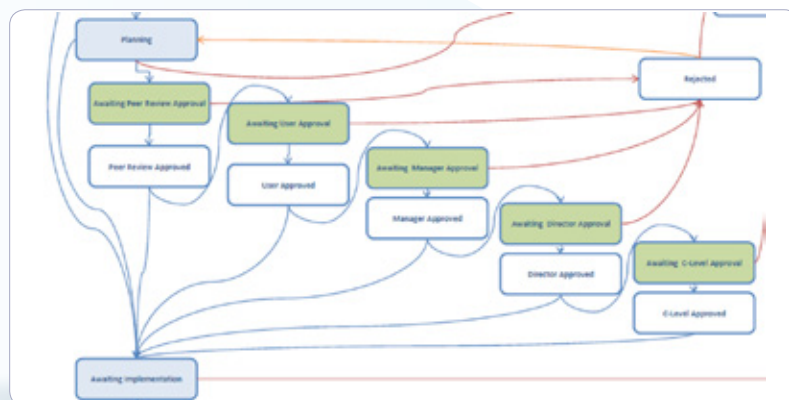 Planning
Rejected
Awaiting Peer Review Approval
Awaiting User Approval
Peer Review Approved
Awaiting Manager Approval
User Approved
Manager Approved
Awaiting Director Approval
Awaiting C-Level Approval
Director Approved
C-Level Approved
Awaiting Implementation